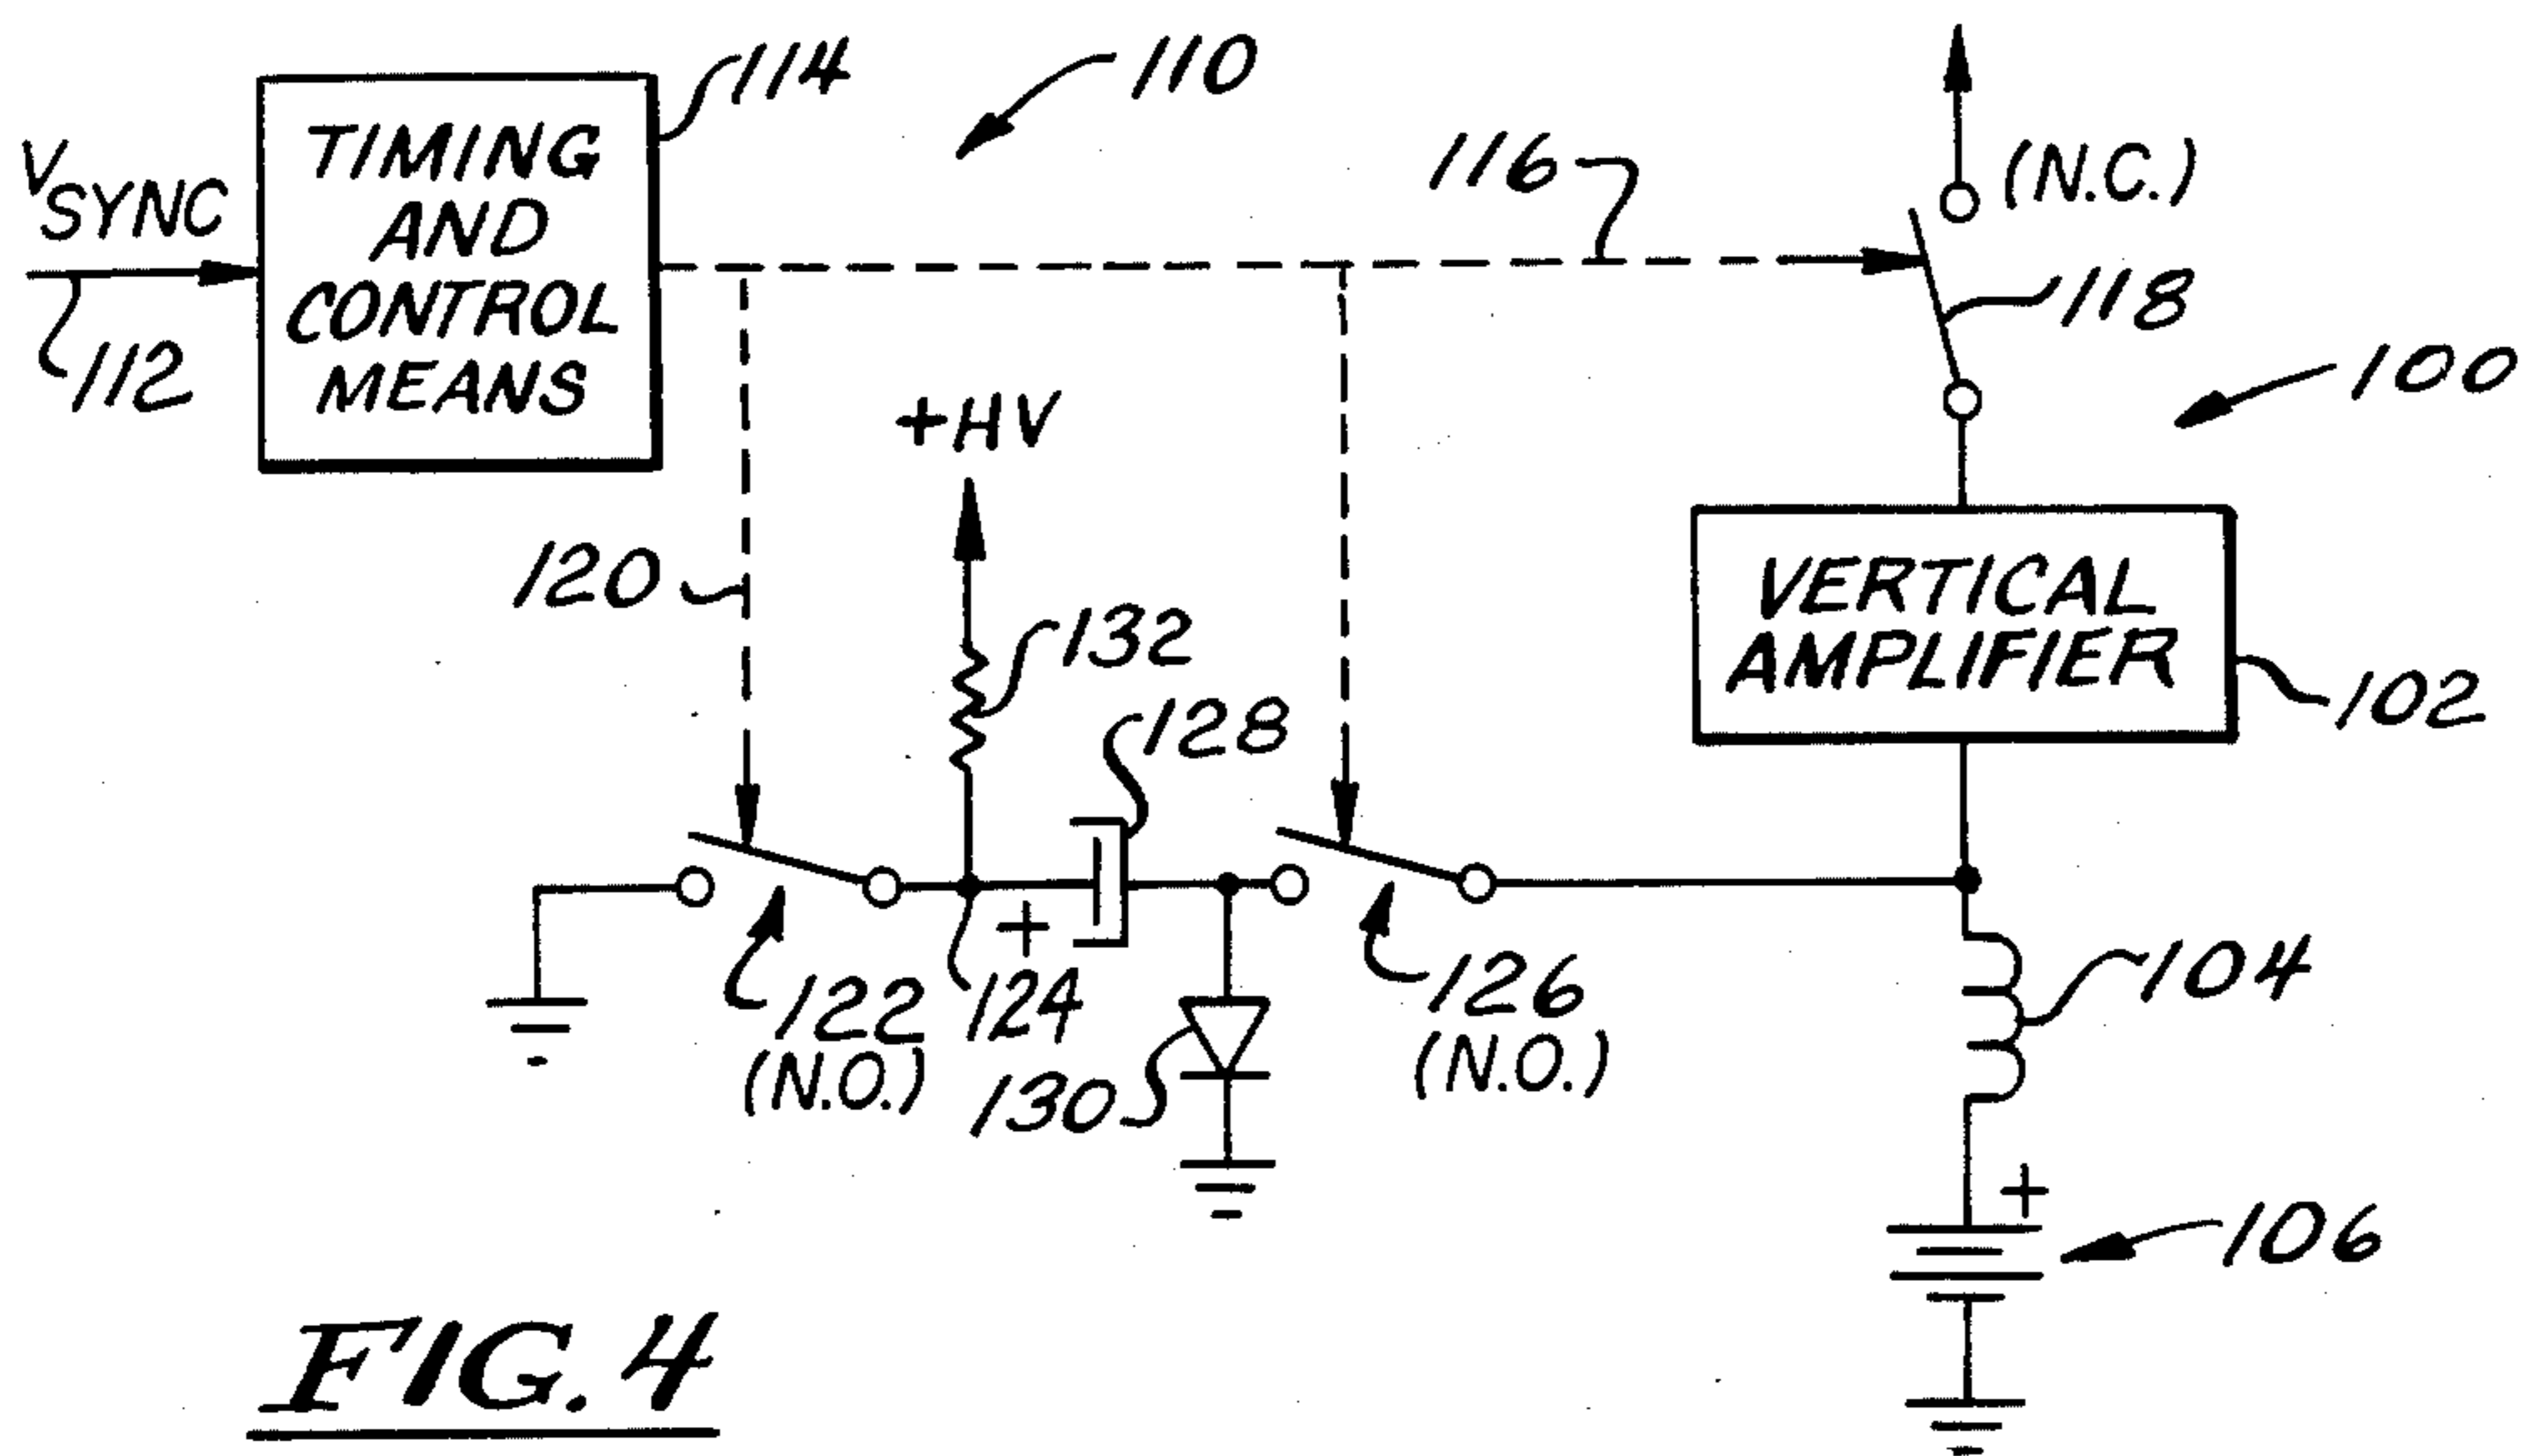 114
110
V
SYNC
TIMING
AND
CONTROL
MEANS
112
116
(N.C.)
118
100
+HV
120
132
128
VERTICAL
AMPLIFIER
102
+
122
(N.O.)
124
130
126
(N.O.)
104
+
106
FIG. 4